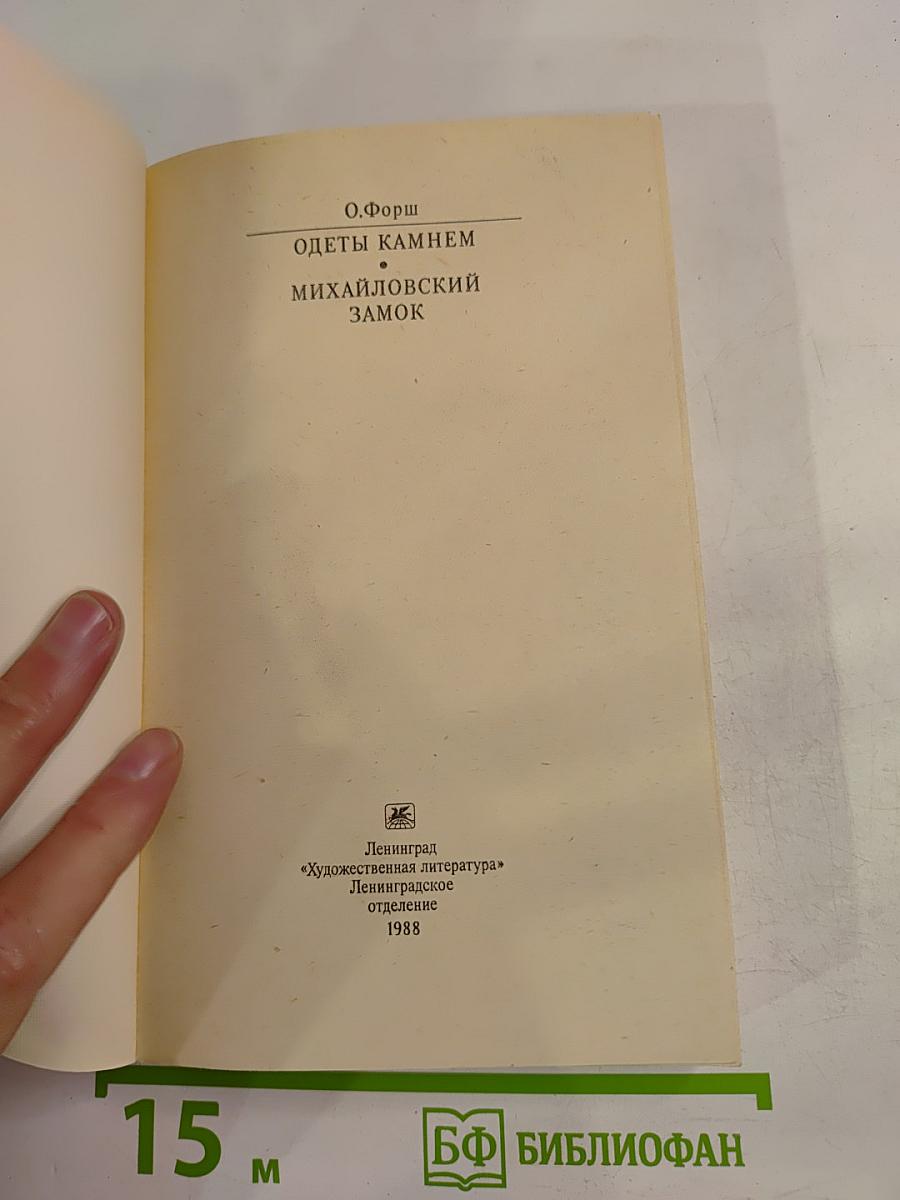 О.Форш
ОДЕТЫ КАМНЕМ
•
МИХАЙЛОВСКИЙ
ЗАМОК
Ленинград
«Художественная литература»
Ленинградское
отделение
1988
15 м
БФ БИБЛИОФАН